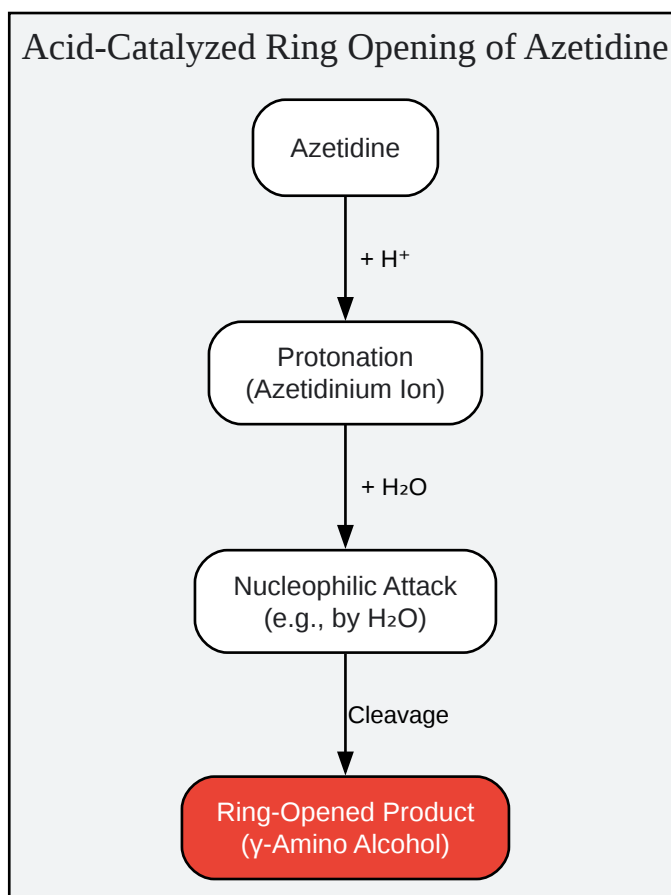 Acid-Catalyzed Ring Opening of Azetidine
Azetidine
+ H⁺
Protonation
(Azetidinium Ion)
+ H₂O
Nucleophilic Attack
(e.g., by H₂O)
Cleavage
Ring-Opened Product
(γ-Amino Alcohol)